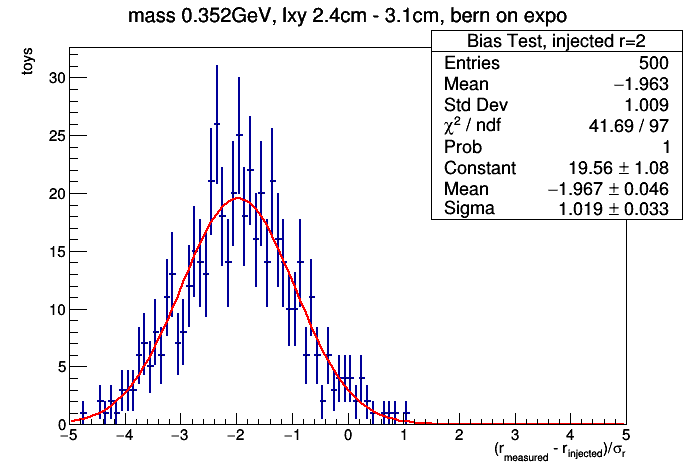 mass 0.352GeV, lxy 2.4cm - 3.1cm, bern on expo
toys
Bias Test, injected r=2
Entries 500
Mean −1.963
Std Dev 1.009
χ² / ndf 41.69 / 97
Prob 1
Constant 19.56 ± 1.08
Mean −1.967 ± 0.046
Sigma 1.019 ± 0.033
30
25
20
15
10
5
0
−5 −4 −3 −2 −1 0 1 2 3 4 5
(r_measured - r_injected)/σ_r